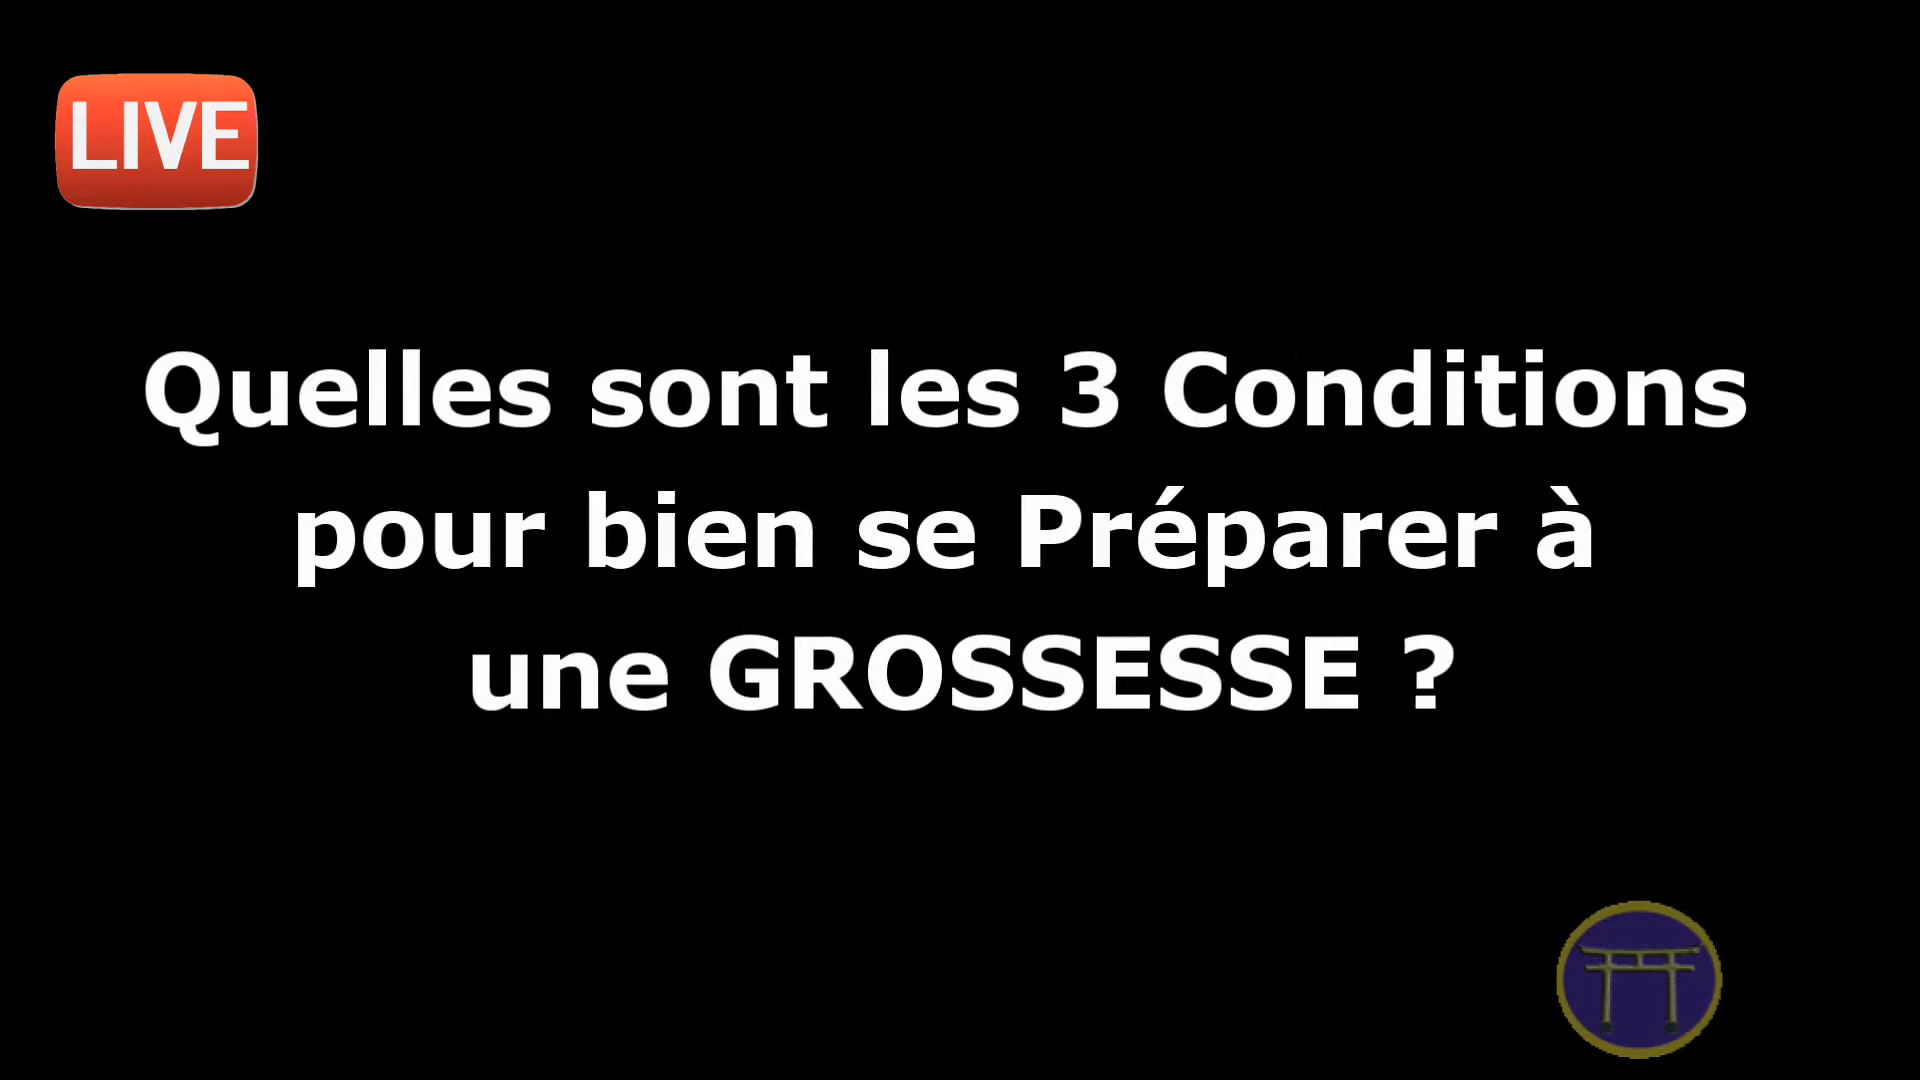 LIVE
Quelles sont les 3 Conditions
pour bien se Préparer à
une GROSSESSE ?